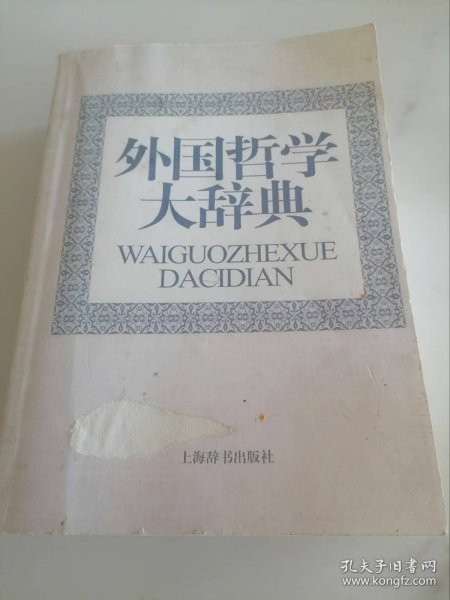 外国哲学
大辞典
WAIGUOZHEXUE
DACIDIAN
上海辞书出版社
孔夫子旧书网
www.kongfz.com